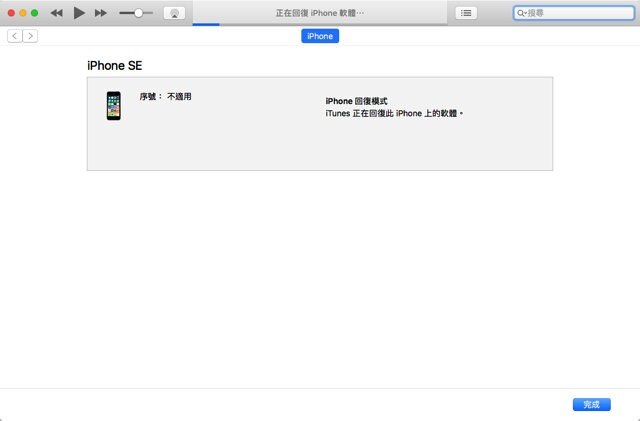 正在回復 iPhone 軟體⋯
搜尋
iPhone
iPhone SE
序號： 不適用
iPhone 回復模式
iTunes 正在回復此 iPhone 上的軟體。
完成